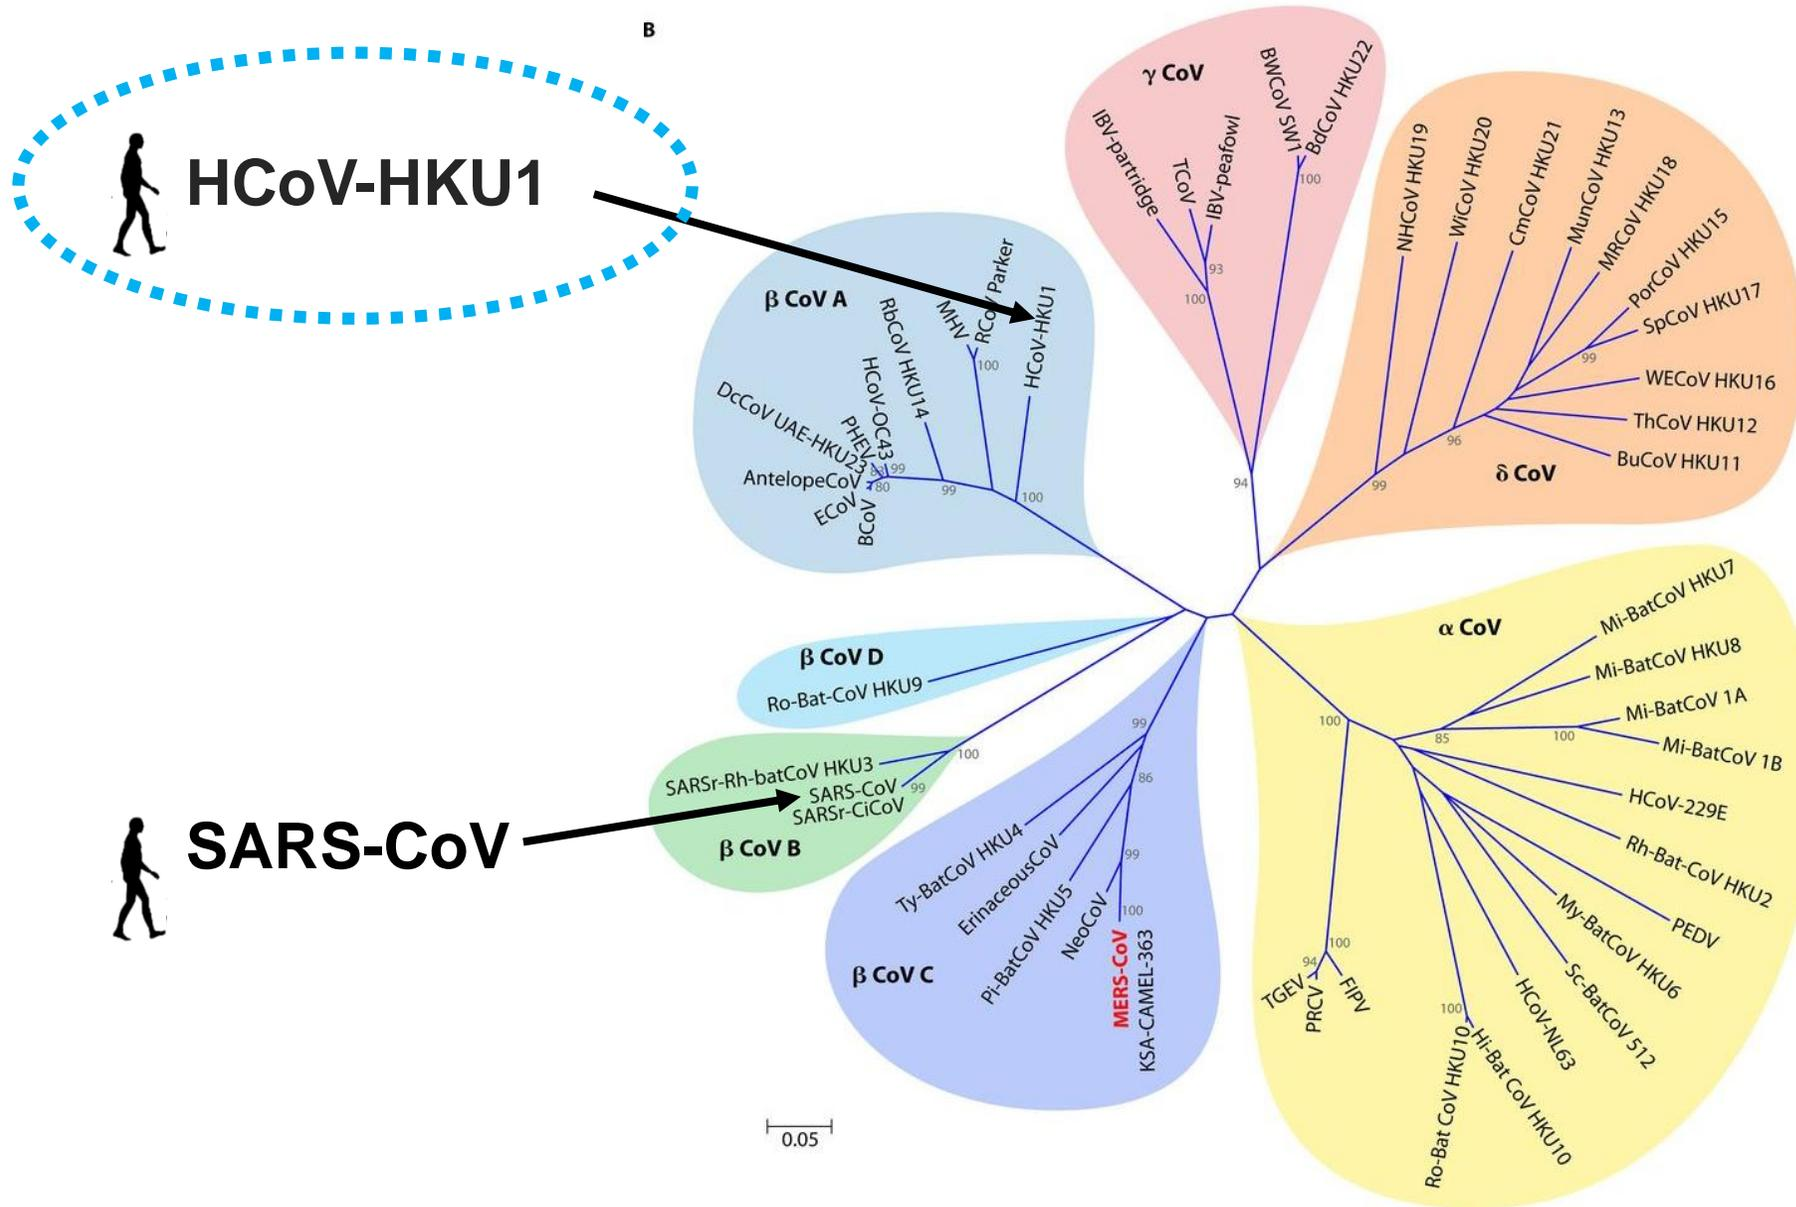 B
HCoV-HKU1
SARS-CoV
γ CoV
IBV-partridge
TCoV
IBV-peafowl
BWCoV SW1
BdCoV HKU22
100
93
100
94
NHCoV HKU19
WiCoV HKU20
CmCoV HKU21
MunCoV HKU13
MRCoV HKU18
PorCoV HKU15
SpCoV HKU17
99
WECoV HKU16
ThCoV HKU12
BuCoV HKU11
96
99
δ CoV
β CoV A
DcCoV UAE-HKU23
PHEV
HCoV-OC43
RbCoV HKU14
MHV
RCoV Parker
HCoV-HKU1
100
83
99
AntelopeCoV
80
99
100
ECoV
BCoV
β CoV D
Ro-Bat-CoV HKU9
SARSr-Rh-batCoV HKU3
100
SARS-CoV
99
SARSr-CiCoV
β CoV B
99
86
Ty-BatCoV HKU4
ErinaceousCoV
Pi-BatCoV HKU5
NeoCoV
99
100
MERS-CoV
KSA-CAMEL-363
β CoV C
α CoV
Mi-BatCoV HKU7
Mi-BatCoV HKU8
Mi-BatCoV 1A
Mi-BatCoV 1B
100
85
100
HCoV-229E
Rh-Bat-CoV HKU2
PEDV
My-BatCoV HKU6
Sc-BatCoV 512
HCoV-NL63
100
Hi-Bat CoV HKU10
Ro-Bat CoV HKU10
100
94
TGEV
PRCV
FIPV
0.05